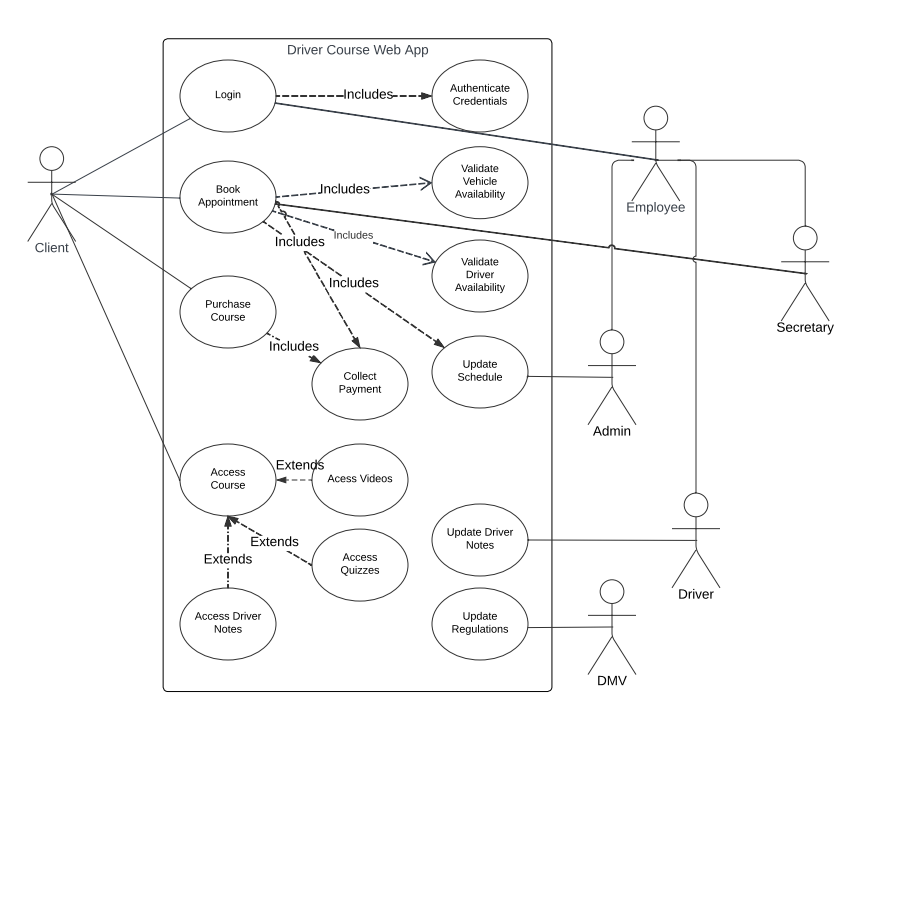 Driver Course Web App
Login
Includes
Authenticate
Credentials
Book
Appointment
Includes
Validate
Vehicle
Availability
Employee
Client
Includes
Includes
Validate
Driver
Availability
Includes
Purchase
Course
Secretary
Includes
Collect
Payment
Update
Schedule
Admin
Access
Course
Extends
Acess Videos
Extends
Update Driver
Notes
Extends
Access
Quizzes
Driver
Access Driver
Notes
Update
Regulations
DMV